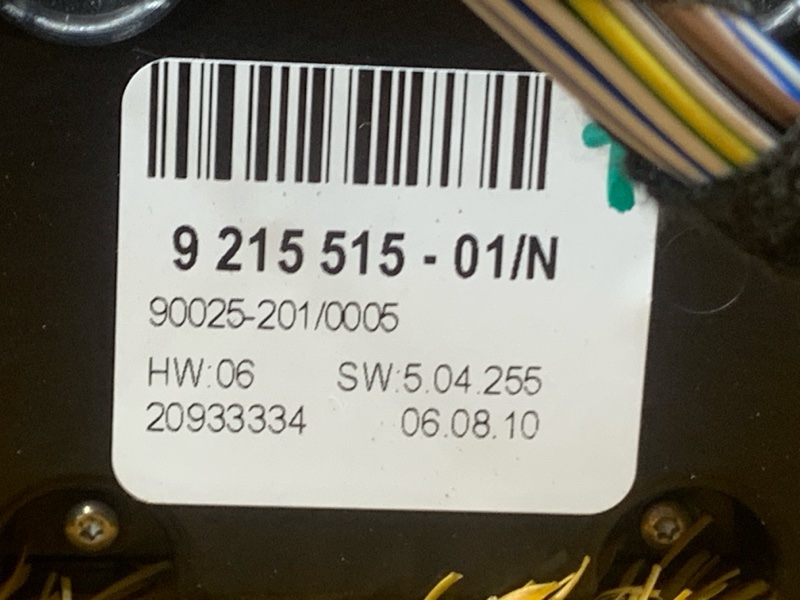 9 215 515 - 01/N
90025-201/0005
HW:06 SW:5.04.255
20933334 06.08.10